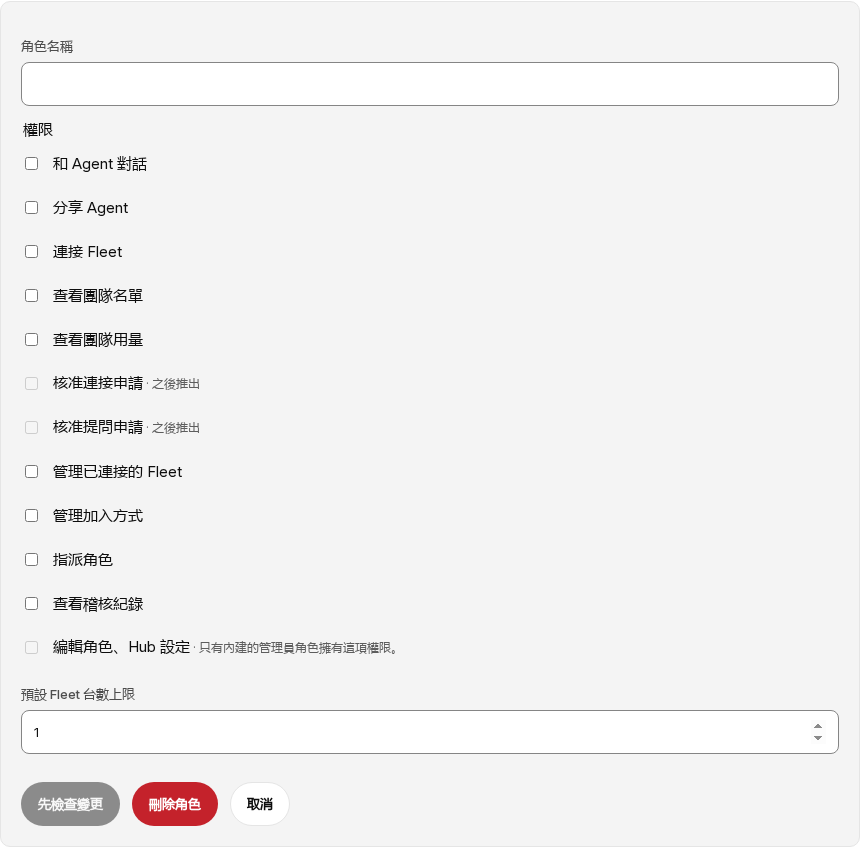 角色名稱
權限
和 Agent 對話
分享 Agent
連接 Fleet
查看團隊名單
查看團隊用量
核准連接申請 · 之後推出
核准提問申請 · 之後推出
管理已連接的 Fleet
管理加入方式
指派角色
查看稽核紀錄
編輯角色、Hub 設定 · 只有內建的管理員角色擁有這項權限。
預設 Fleet 台數上限
1
先檢查變更 刪除角色 取消